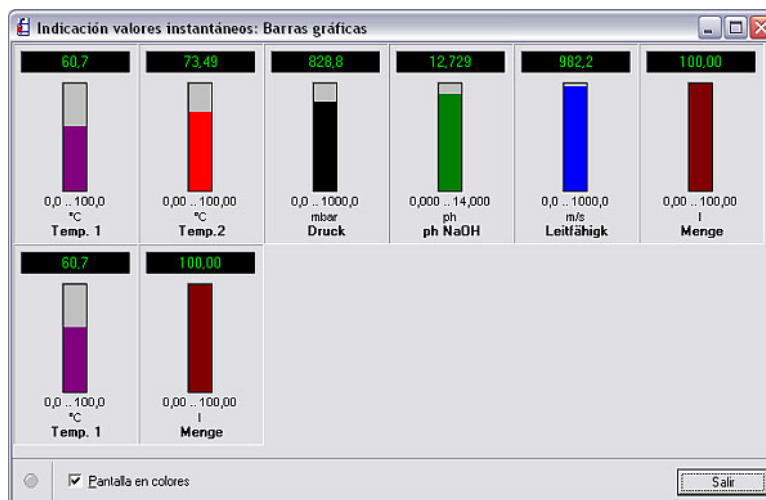 Indicación valores instantáneos: Barras gráficas
60,7 73,49 828,8 12,729 982,2 100,00
0,0 .. 100,0 0,00 .. 100,00 0,0 .. 1000,0 0,000 .. 14,000 0,0 .. 1000,0 0,00 .. 100,00
°C °C mbar ph m/s l
Temp. 1 Temp.2 Druck ph NaOH Leitfähigk Menge
60,7 100,00
0,0 .. 100,0 0,00 .. 100,00
°C l
Temp. 1 Menge
Pantalla en colores Salir